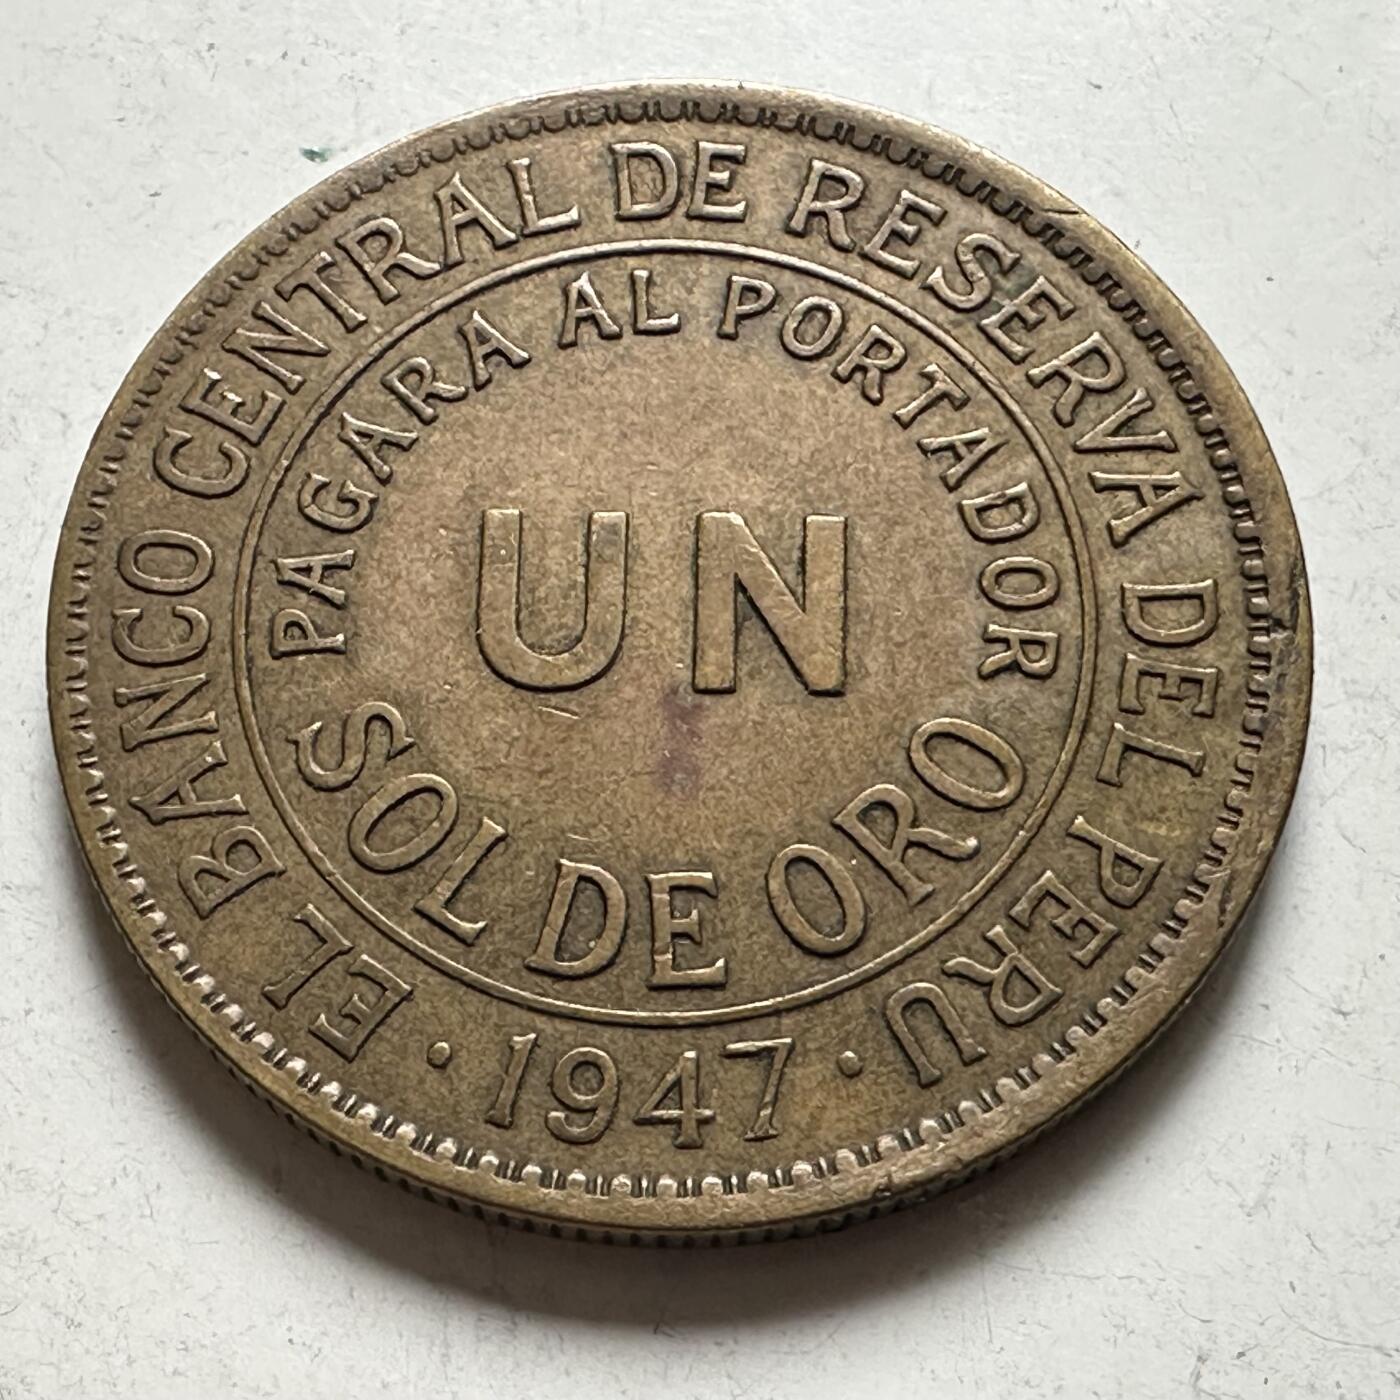 EL BANCO CENTRAL DE RESERVA DEL PERU
PAGARA AL PORTADOR
UN
SOL DE ORO
· 1947 ·